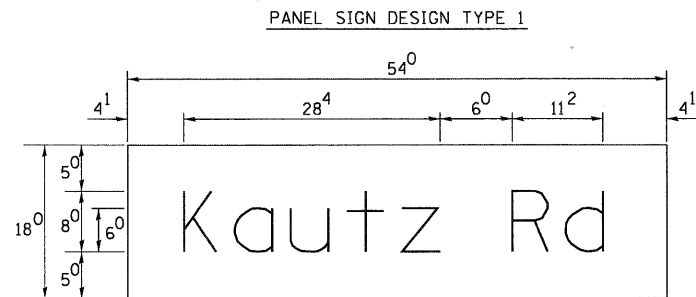 PANEL SIGN DESIGN TYPE 1
54⁰
4¹ 28⁴ 6⁰ 11² 4¹
5⁰
18⁰ 8⁰ 6⁰ Kautz Rd
5⁰